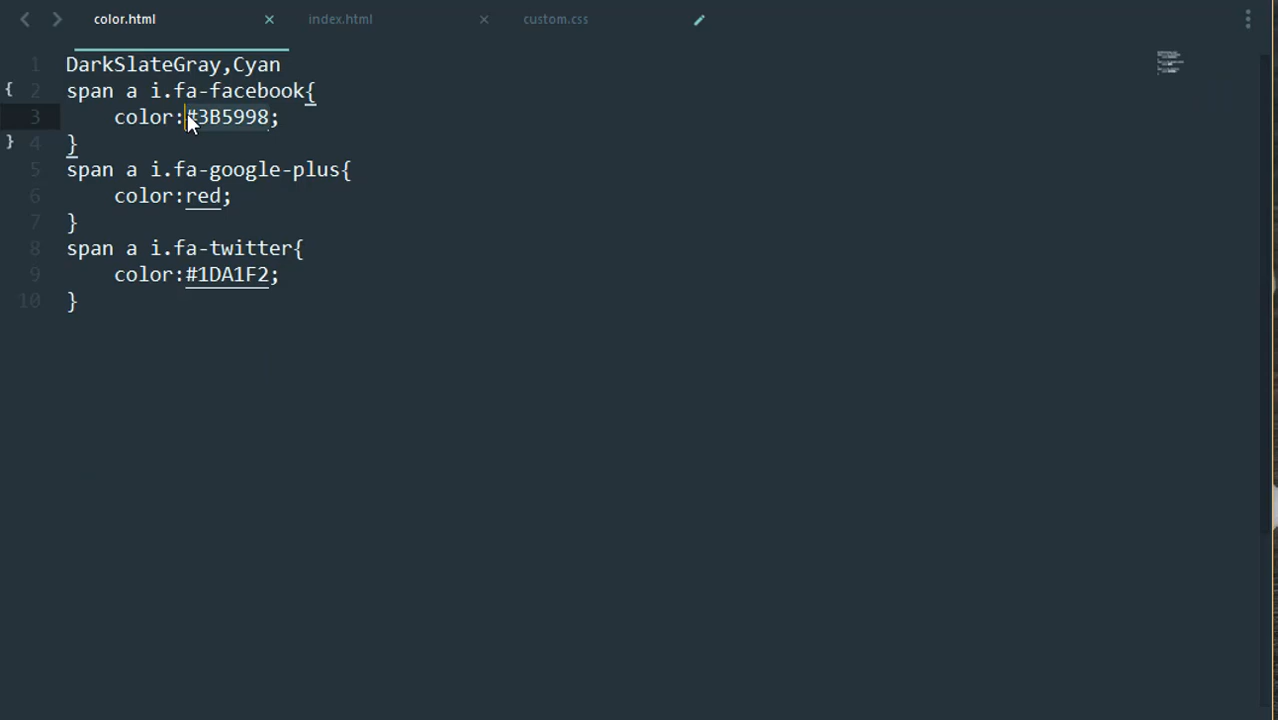 color.html
index.html
custom.css
1 DarkSlateGray,Cyan
{ 2 span a i.fa-facebook{
3 color:#3B5998;
} 4 }
5 span a i.fa-google-plus{
6 color:red;
7 }
8 span a i.fa-twitter{
9 color:#1DA1F2;
10 }